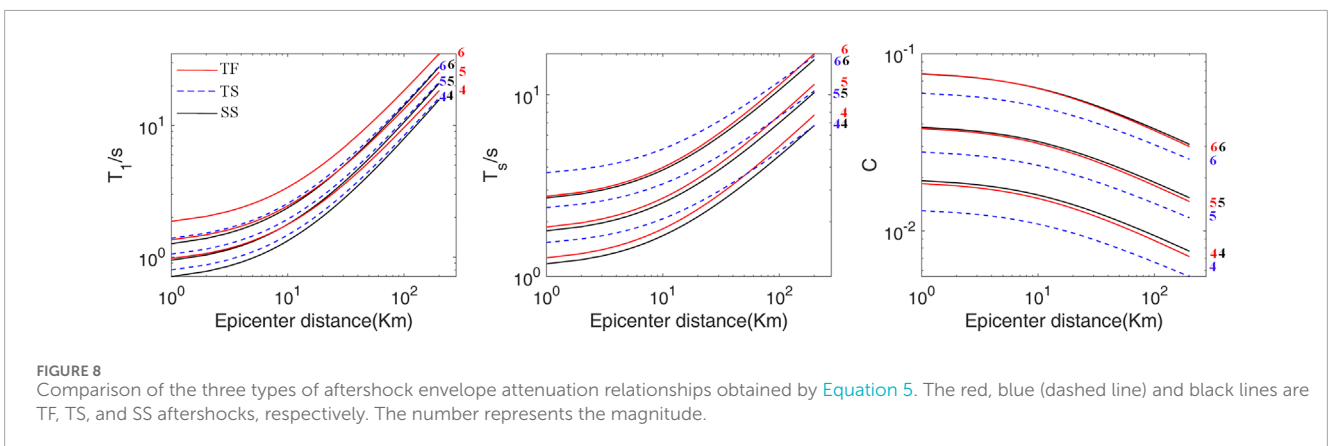 TF
TS
SS
T1/s
10^1
10^0
10^0 10^1 10^2
Epicenter distance(Km)
6
5
4
66
55
44
Ts/s
10^1
10^0
10^0 10^1 10^2
Epicenter distance(Km)
6
66
5
55
4
44
C
10^-1
10^-2
10^0 10^1 10^2
Epicenter distance(Km)
66
6
55
5
44
4
FIGURE 8
Comparison of the three types of aftershock envelope attenuation relationships obtained by Equation 5. The red, blue (dashed line) and black lines are
TF, TS, and SS aftershocks, respectively. The number represents the magnitude.